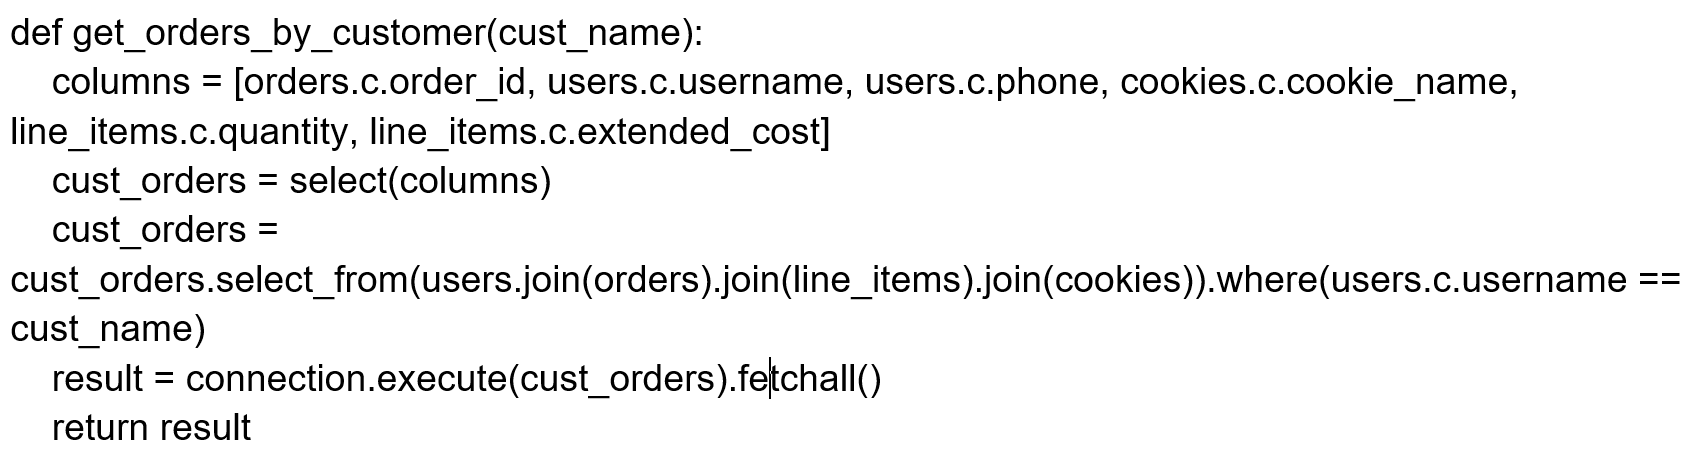 def get_orders_by_customer(cust_name):
    columns = [orders.c.order_id, users.c.username, users.c.phone, cookies.c.cookie_name,
line_items.c.quantity, line_items.c.extended_cost]
    cust_orders = select(columns)
    cust_orders =
cust_orders.select_from(users.join(orders).join(line_items).join(cookies)).where(users.c.username ==
cust_name)
    result = connection.execute(cust_orders).fetchall()
    return result